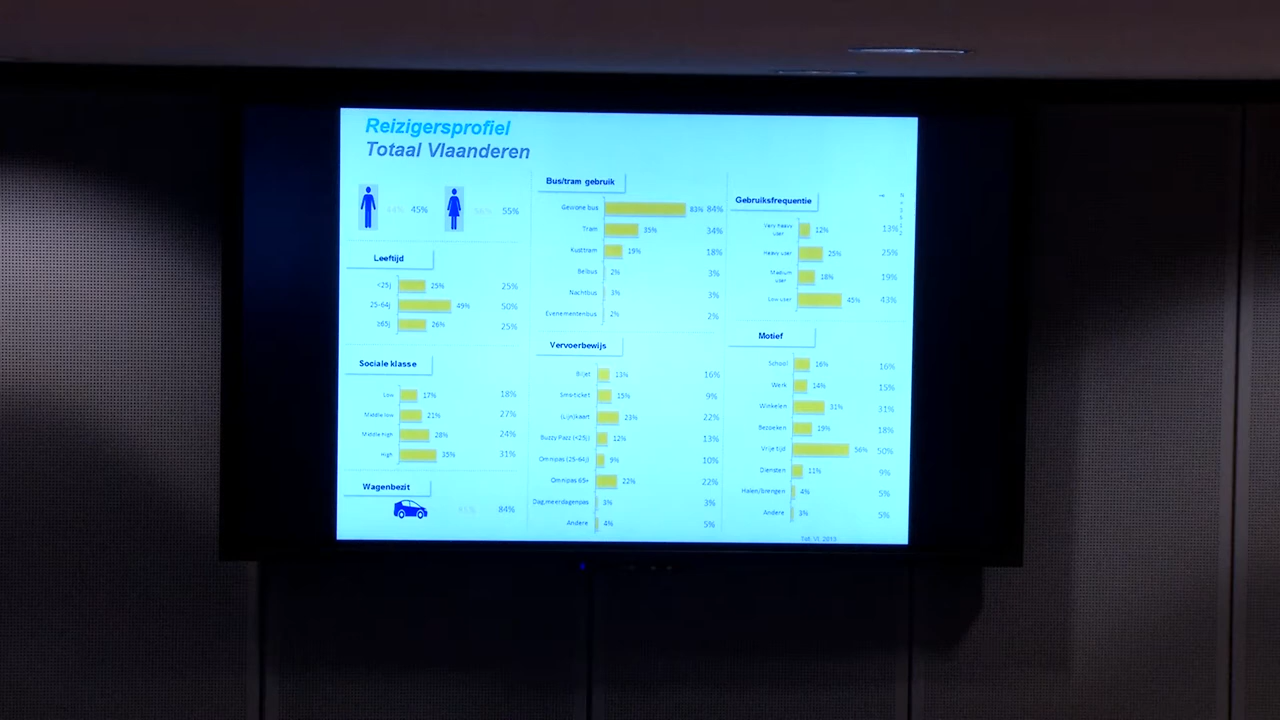 Reizigersprofiel
Totaal Vlaanderen
45%
55%
Leeftijd
<25j 25% 25%
25-64j 49% 50%
≥65j 26% 25%
Sociale klasse
Low 17% 18%
Middle low 21% 27%
Middle high 28% 24%
High 35% 31%
Wagenbezit
84%
Bus/tram gebruik
Gewone bus 83% 84%
Tram 35% 34%
Kusttram 19% 18%
Belbus 2% 3%
Nachtbus 3% 3%
Evenementenbus 2% 2%
Vervoerbewijs
Biljet 13% 16%
Smsticket 15% 9%
(Lijn)kaart 23% 22%
Buzzy Pazz (<25j) 12% 13%
Omnipas (25-64j) 9% 10%
Omnipas 65+ 22% 22%
Dag,meerdagenpas 3% 3%
Andere 4% 5%
Gebruiksfrequentie
Very heavy
user 12% 13%
Heavy user 25% 25%
Medium
user 18% 19%
Low user 45% 43%
Motief
School 16% 16%
Werk 14% 15%
Winkelen 31% 31%
Bezoeken 19% 18%
Vrije tijd 56% 50%
Diensten 11% 9%
Halen/brengen 4% 5%
Andere 3% 5%
Tot. Vl. 2013